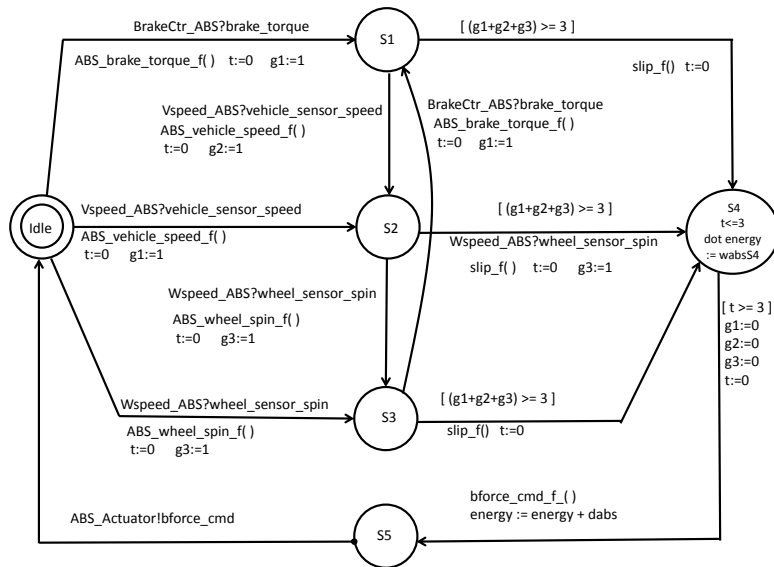 BrakeCtr_ABS?brake_torque
ABS_brake_torque_f( ) t:=0 g1:=1
S1
[ (g1+g2+g3) >= 3 ]
slip_f() t:=0
Vspeed_ABS?vehicle_sensor_speed
ABS_vehicle_speed_f( )
t:=0 g2:=1
BrakeCtr_ABS?brake_torque
ABS_brake_torque_f( )
t:=0 g1:=1
Idle
Vspeed_ABS?vehicle_sensor_speed
ABS_vehicle_speed_f( )
t:=0 g1:=1
S2
[ (g1+g2+g3) >= 3 ]
Wspeed_ABS?wheel_sensor_spin
slip_f() t:=0 g3:=1
S4
t<=3
dot energy
:= wabsS4
Wspeed_ABS?wheel_sensor_spin
ABS_wheel_spin_f( )
t:=0 g3:=1
[ t >= 3 ]
g1:=0
g2:=0
g3:=0
t:=0
Wspeed_ABS?wheel_sensor_spin
ABS_wheel_spin_f( )
t:=0 g3:=1
S3
[ (g1+g2+g3) >= 3 ]
slip_f() t:=0
ABS_Actuator!bforce_cmd
S5
bforce_cmd_f_( )
energy := energy + dabs